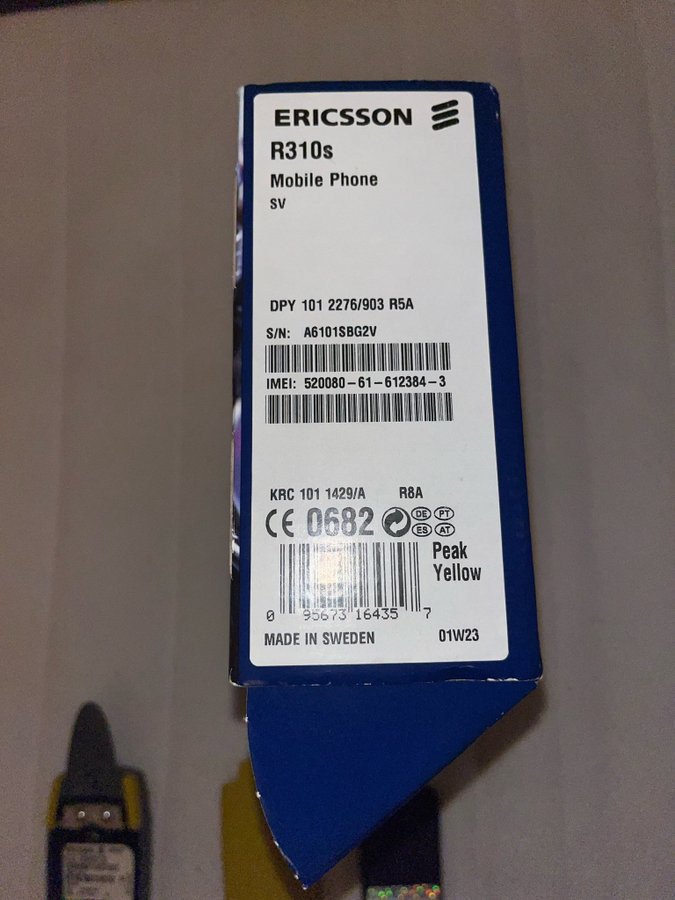 ERICSSON
R310s
Mobile Phone
SV
DPY 101 2276/903 R5A
S/N: A6101SBG2V
IMEI: 520080-61-612384-3
KRC 101 1429/A R8A
CE 0682 DE PT
ES AT
Peak
Yellow
0 95673 16435 7
MADE IN SWEDEN 01W23